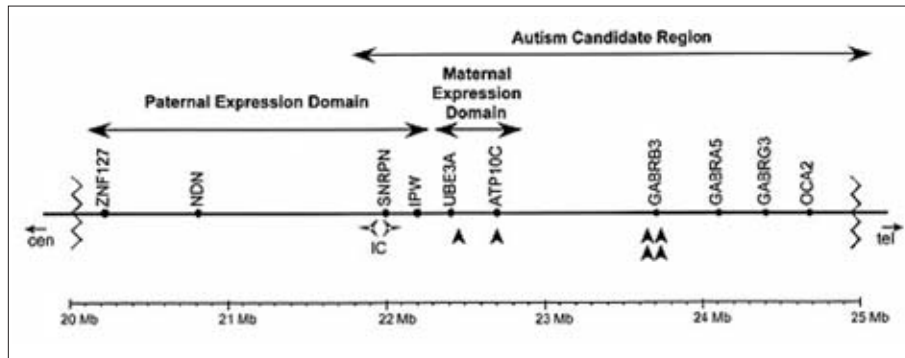 Autism Candidate Region
Maternal
Expression
Domain
Paternal Expression Domain
ZNF127
NDN
SNRPN
IPW
UBE3A
ATP10C
GABRB3
GABRA5
GABRG3
OCA2
cen
IC
tel
20 Mb
21 Mb
22 Mb
23 Mb
24 Mb
25 Mb